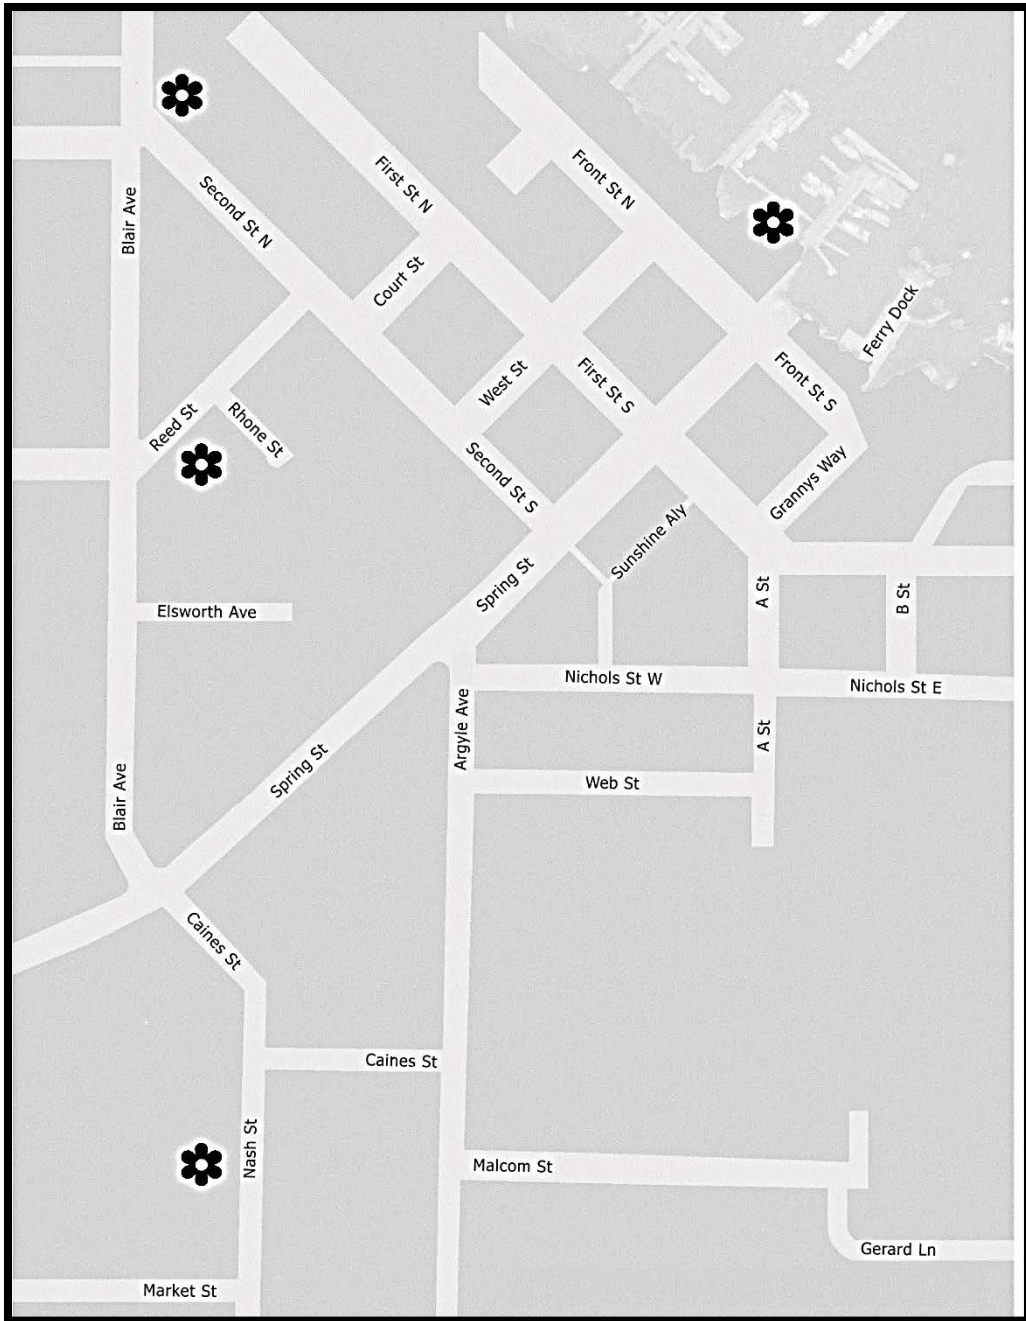 First St N
Front St N
Blair Ave
Second St N
Court St
Ferry Dock
West St
First St S
Front St S
Reed St
Rhone St
Second St S
Grannys Way
Sunshine Aly
Spring St
A St
B St
Elsworth Ave
Nichols St W
Nichols St E
Argyle Ave
A St
Spring St
Web St
Blair Ave
Caines St
Caines St
Nash St
Malcom St
Gerard Ln
Market St